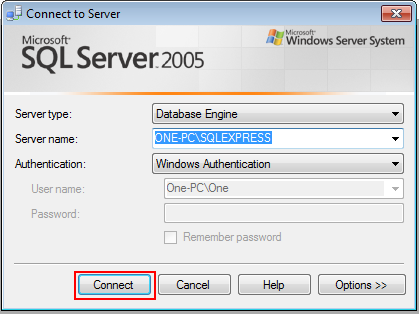 Connect to Server
Microsoft®
SQL Server™ 2005
Microsoft®
Windows Server System
Server type: Database Engine
Server name: ONE-PC\SQLEXPRESS
Authentication: Windows Authentication
User name: One-PC\One
Password:
Remember password
Connect Cancel Help Options >>